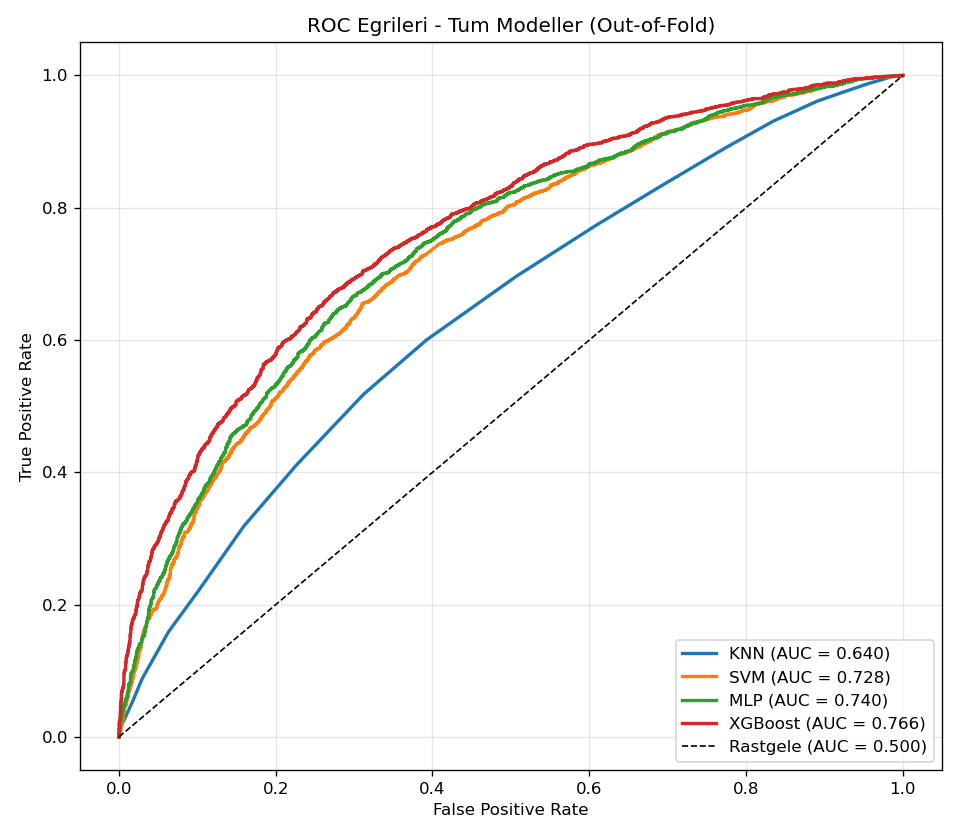 ROC Egrileri - Tum Modeller (Out-of-Fold)
True Positive Rate
1.0
0.8
0.6
0.4
0.2
0.0
0.0 0.2 0.4 0.6 0.8 1.0
False Positive Rate
KNN (AUC = 0.640)
SVM (AUC = 0.728)
MLP (AUC = 0.740)
XGBoost (AUC = 0.766)
Rastgele (AUC = 0.500)